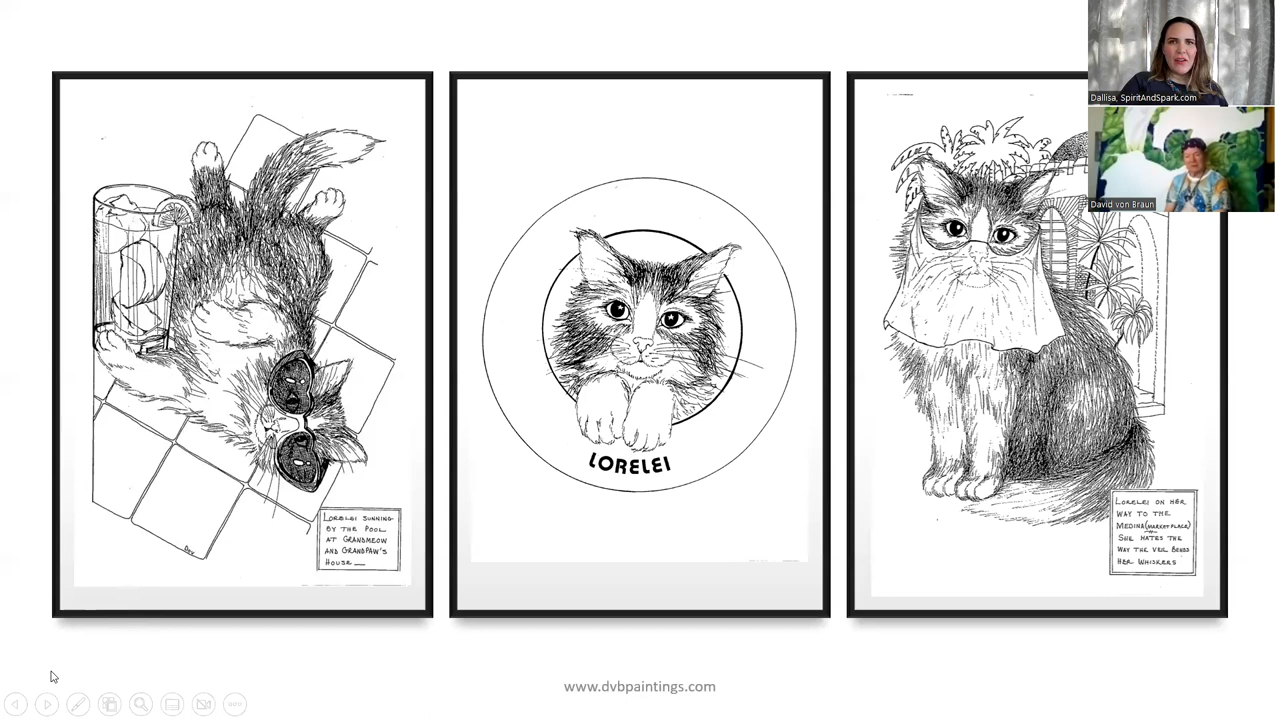 Dallisa, SpiritAndSpark.com
David von Braun
LORELEI SUNNING
BY THE POOL
AT GRANDMEOW
AND GRANDPAW'S
HOUSE
LORELEI
LORELEI ON HER
WAY TO THE
MEDINA (MARKET PLACE)
SHE HATES THE
WAY THE VEIL BENDS
HER WHISKERS
www.dvbpaintings.com